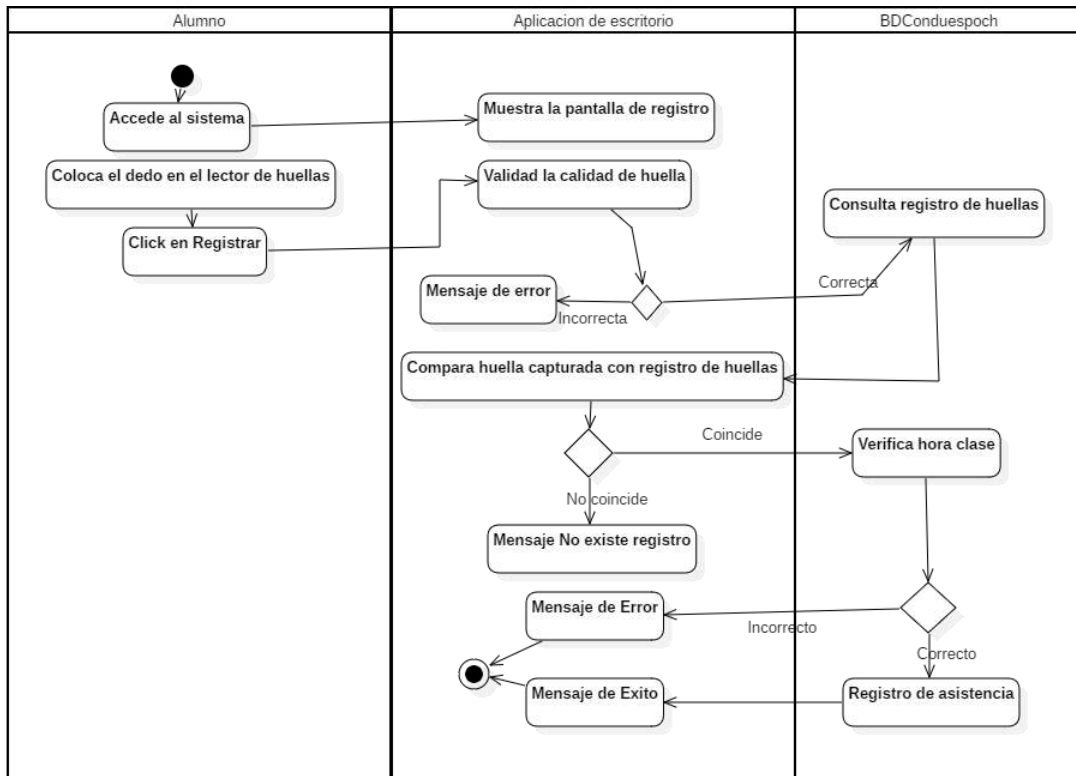 Alumno
Aplicacion de escritorio
BDConduespoch
Accede al sistema
Muestra la pantalla de registro
Coloca el dedo en el lector de huellas
Validad la calidad de huella
Consulta registro de huellas
Click en Registrar
Correcta
Mensaje de error
Incorrecta
Compara huella capturada con registro de huellas
Coincide
Verifica hora clase
No coincide
Mensaje No existe registro
Mensaje de Error
Incorrecto
Correcto
Mensaje de Exito
Registro de asistencia